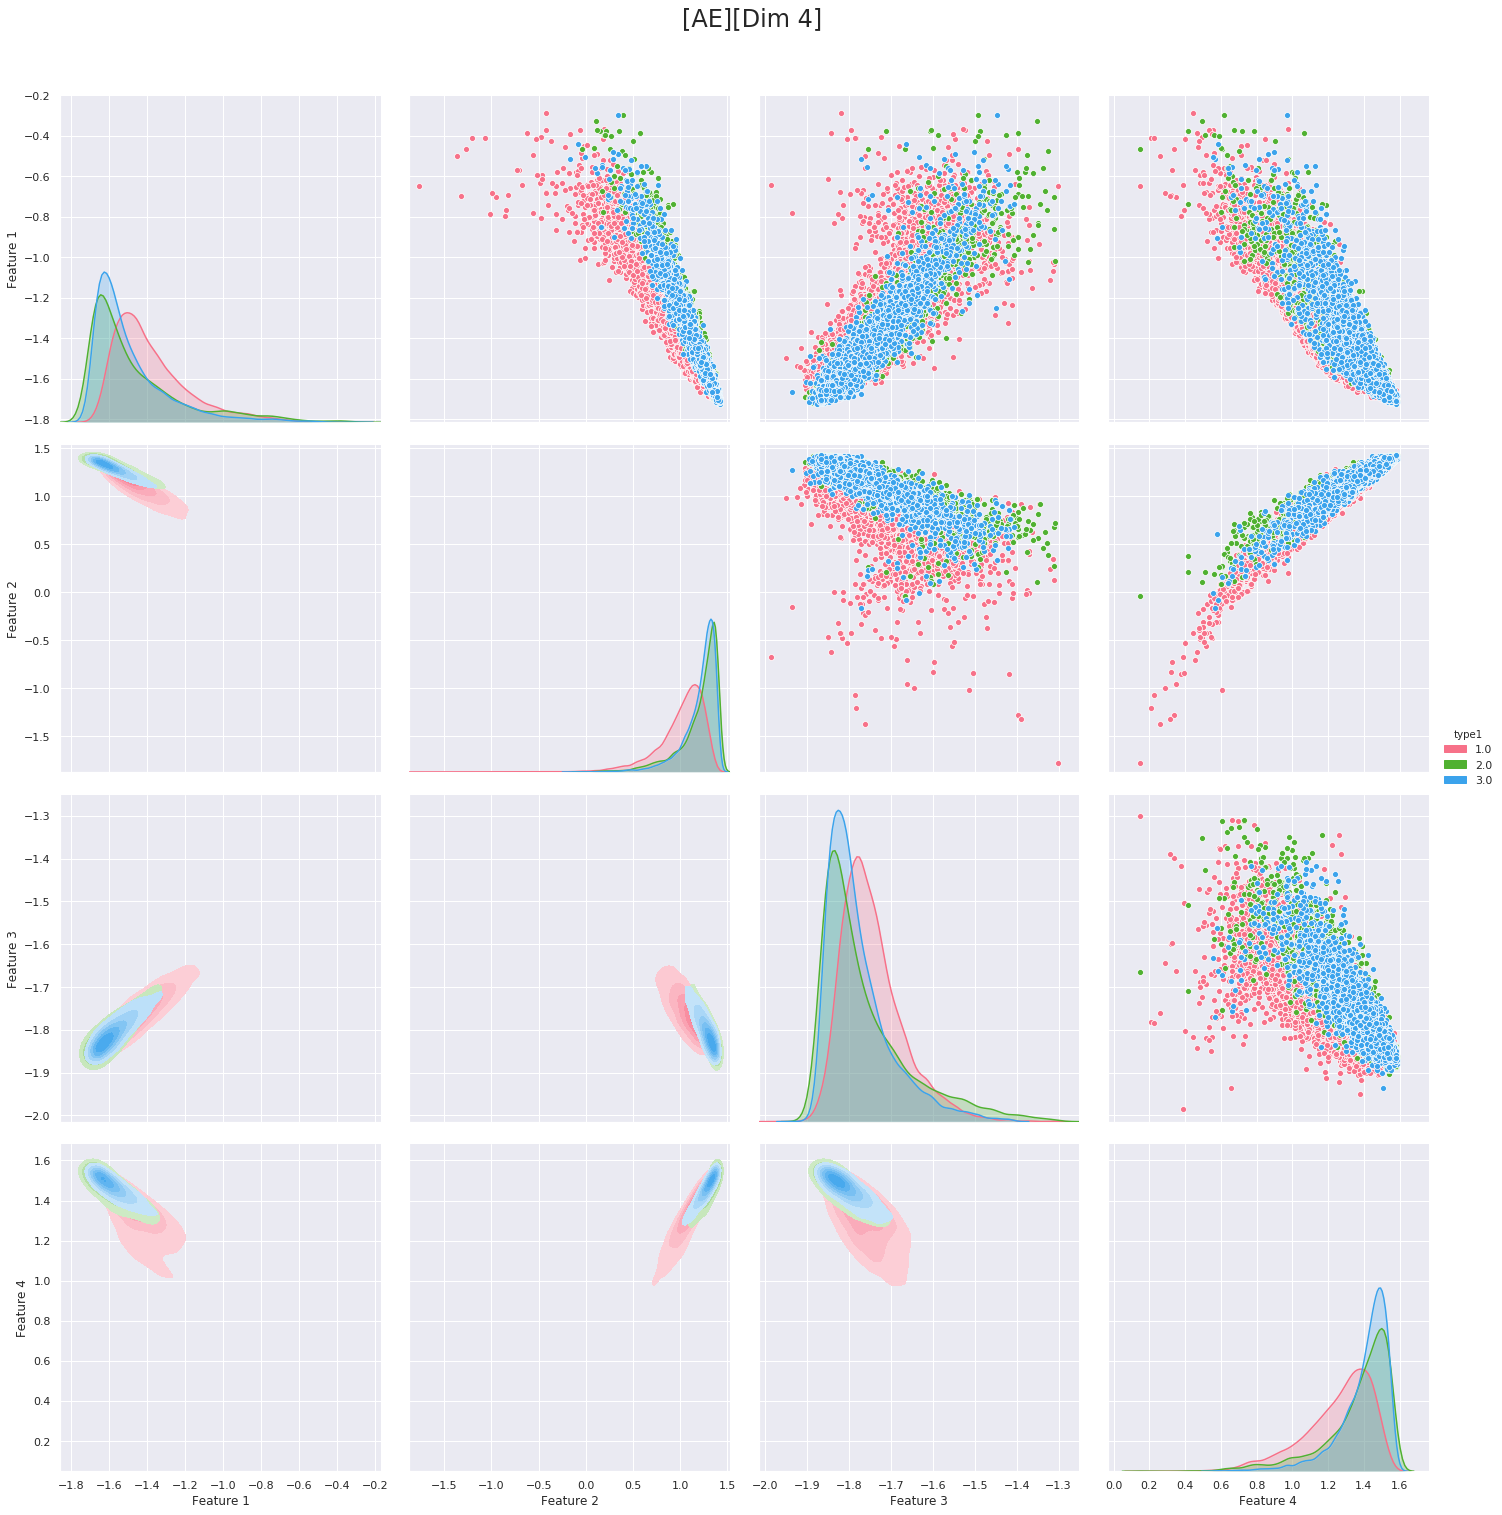 [AE][Dim 4]
−0.2
−0.4
−0.6
−0.8
−1.0
−1.2
−1.4
−1.6
−1.8
Feature 1
1.5
1.0
0.5
0.0
−0.5
−1.0
−1.5
Feature 2
type1
1.0
2.0
3.0
−1.3
−1.4
−1.5
−1.6
−1.7
−1.8
−1.9
−2.0
Feature 3
1.6
1.4
1.2
1.0
0.8
0.6
0.4
0.2
Feature 4
−1.8 −1.6 −1.4 −1.2 −1.0 −0.8 −0.6 −0.4 −0.2
Feature 1
−1.5 −1.0 −0.5 0.0 0.5 1.0 1.5
Feature 2
−2.0 −1.9 −1.8 −1.7 −1.6 −1.5 −1.4 −1.3
Feature 3
0.0 0.2 0.4 0.6 0.8 1.0 1.2 1.4 1.6
Feature 4